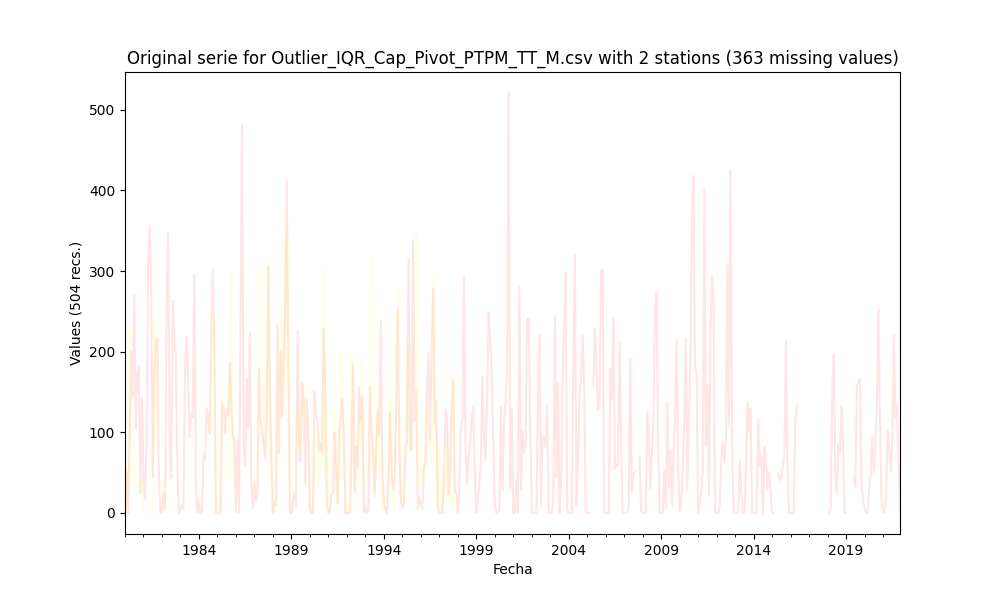 Original serie for Outlier_IQR_Cap_Pivot_PTPM_TT_M.csv with 2 stations (363 missing values)
500
400
300
200
100
0
Values (504 recs.)
1984 1989 1994 1999 2004 2009 2014 2019
Fecha